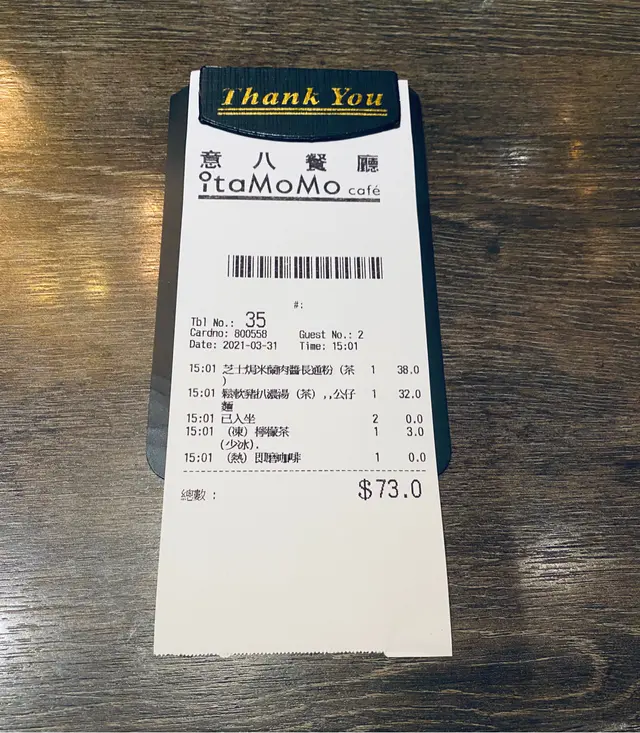 Thank You
意八餐廳
itaMoMo café
#:
Tbl No.: 35
Cardno: 800558 Guest No.: 2
Date: 2021-03-31 Time: 15:01
15:01 芝士焗米蘭肉醬長通粉（茶 1 38.0
）
15:01 鬆軟豬扒濃湯（茶）,,公仔 1 32.0
麵
15:01 已入坐 2 0.0
15:01 （凍）檸檬茶 1 3.0
（少冰）.
15:01 （熱）即磨咖啡 1 0.0
總數： $73.0